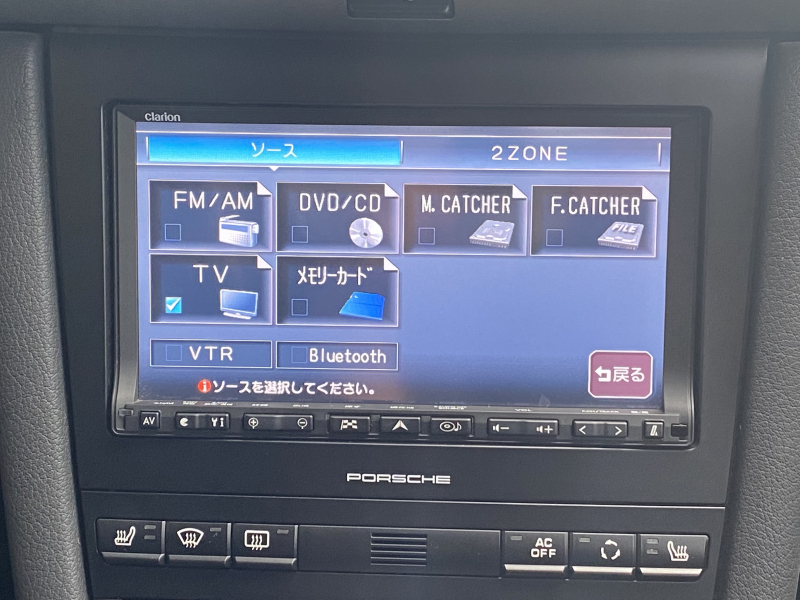 clarion
ソース
2ZONE
FM/AM
DVD/CD
M. CATCHER
F.CATCHER
FILE
TV
メモリーカード
VTR
Bluetooth
戻る
ソースを選択してください。
AV
PORSCHE
AC
OFF